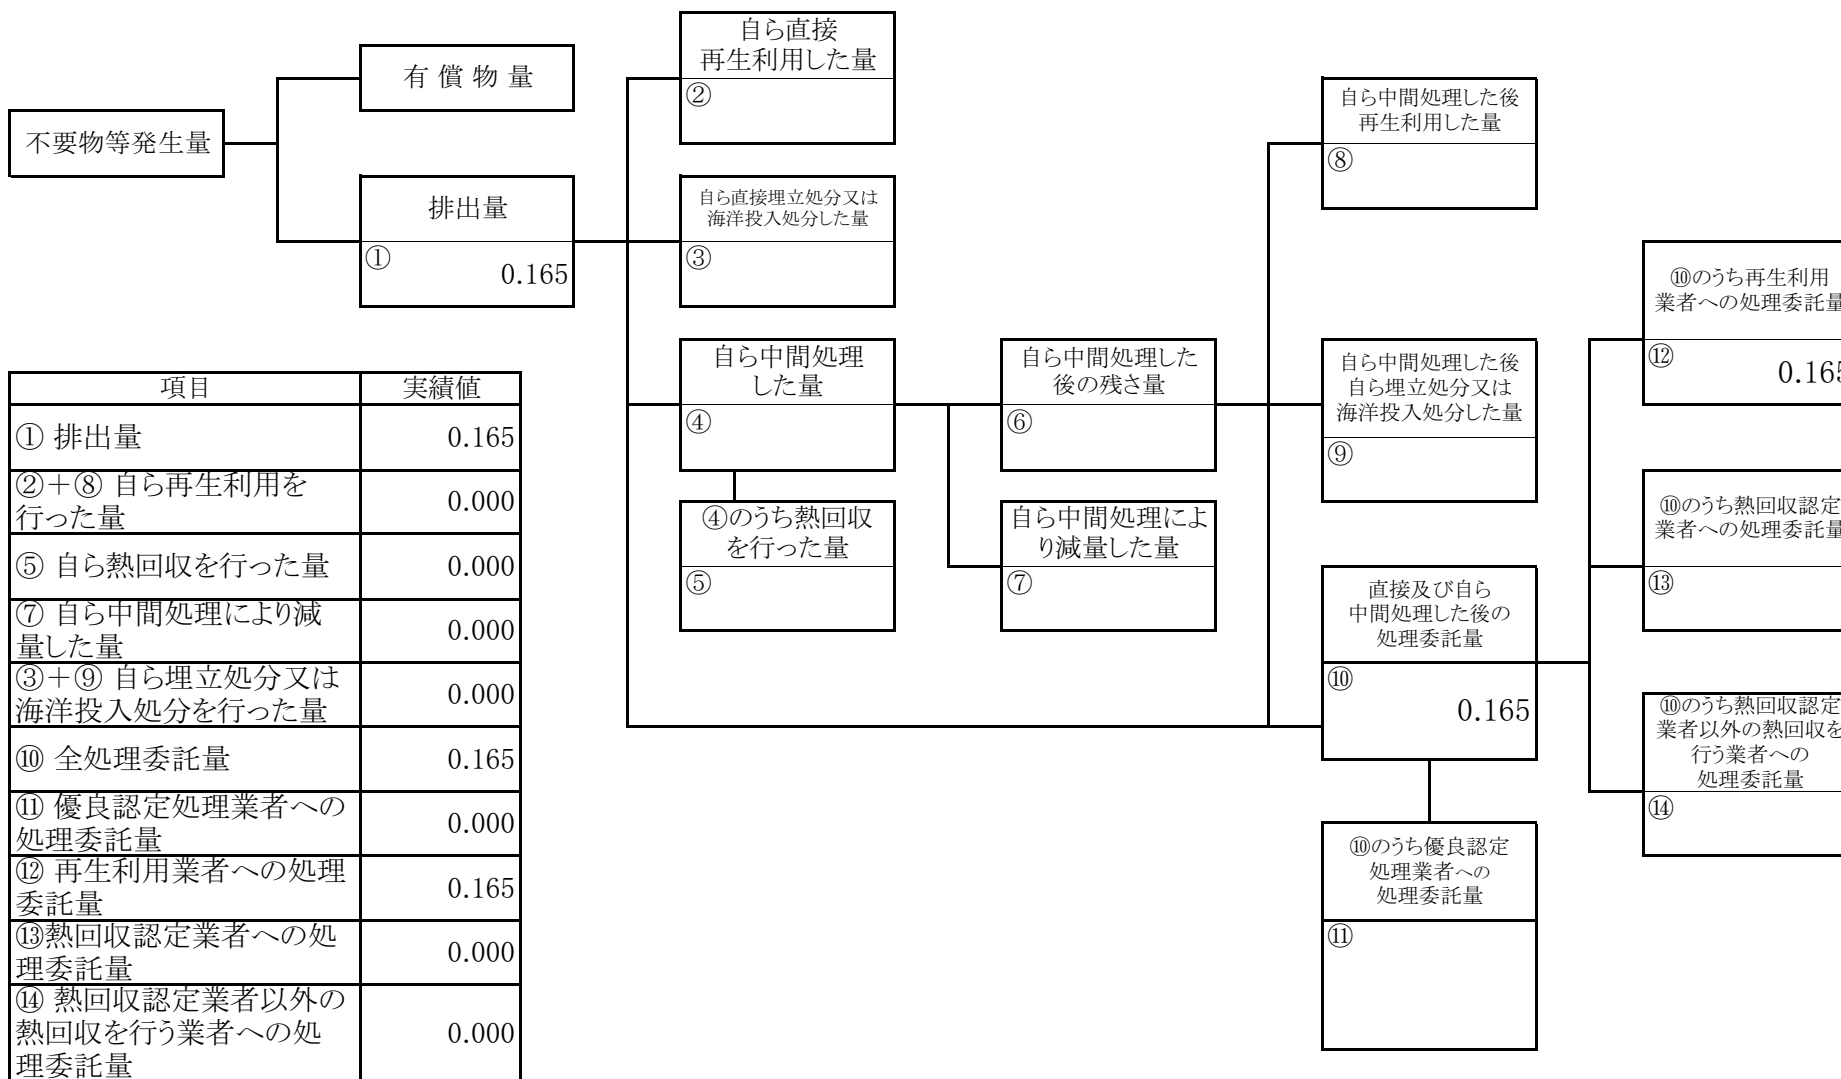 不要物等発生量
有 償 物 量
排出量
①
0.165
自ら直接
再生利用した量
②
自ら直接埋立処分又は
海洋投入処分した量
③
自ら中間処理
した量
④
④のうち熱回収
を行った量
⑤
自ら中間処理した
後の残さ量
⑥
自ら中間処理によ
り減量した量
⑦
自ら中間処理した後
再生利用した量
⑧
自ら中間処理した後
自ら埋立処分又は
海洋投入処分した量
⑨
直接及び自ら
中間処理した後の
処理委託量
⑩
0.165
⑩のうち優良認定
処理業者への
処理委託量
⑪
⑩のうち再生利用
業者への処理委託量
⑫
0.165
⑩のうち熱回収認定
業者への処理委託量
⑬
⑩のうち熱回収認定
業者以外の熱回収を
行う業者への
処理委託量
⑭
項目 実績値
① 排出量 0.165
②＋⑧ 自ら再生利用を
行った量
0.000
⑤ 自ら熱回収を行った量 0.000
⑦ 自ら中間処理により減
量した量
0.000
③＋⑨ 自ら埋立処分又は
海洋投入処分を行った量
0.000
⑩ 全処理委託量 0.165
⑪ 優良認定処理業者への
処理委託量
0.000
⑫ 再生利用業者への処理
委託量
0.165
⑬熱回収認定業者への処
理委託量
0.000
⑭ 熱回収認定業者以外の
熱回収を行う業者への処
理委託量
0.000